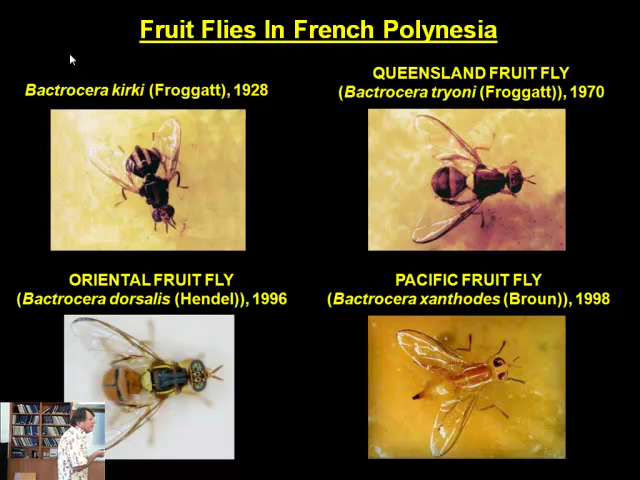 Fruit Flies In French Polynesia
Bactrocera kirki (Froggatt), 1928
QUEENSLAND FRUIT FLY
(Bactrocera tryoni (Froggatt)), 1970
ORIENTAL FRUIT FLY
(Bactrocera dorsalis (Hendel)), 1996
PACIFIC FRUIT FLY
(Bactrocera xanthodes (Broun)), 1998